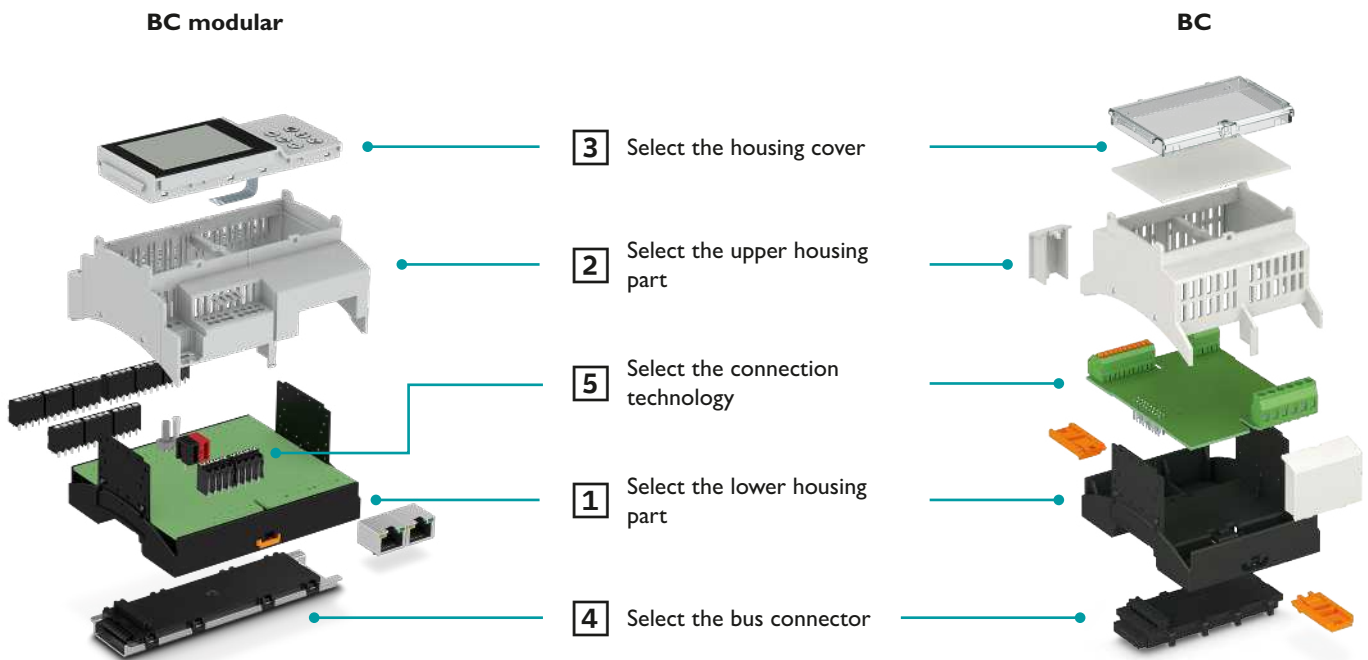 BC modular
BC
3 Select the housing cover
2 Select the upper housing
part
5 Select the connection
technology
1 Select the lower housing
part
4 Select the bus connector